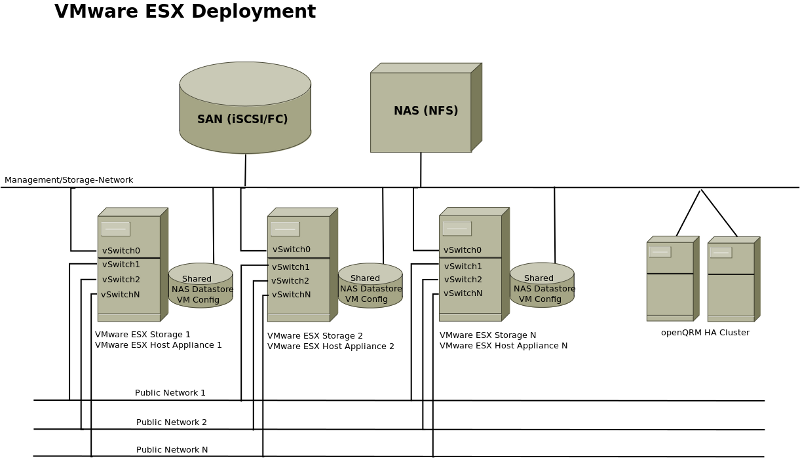 VMware ESX Deployment
SAN (iSCSI/FC)
NAS (NFS)
Management/Storage-Network
vSwitch0
vSwitch1
vSwitch2
vSwitchN
Shared
NAS Datastore
VM Config
VMware ESX Storage 1
VMware ESX Host Appliance 1
vSwitch0
vSwitch1
vSwitch2
vSwitchN
Shared
NAS Datastore
VM Config
VMware ESX Storage 2
VMware ESX Host Appliance 2
vSwitch0
vSwitch1
vSwitch2
vSwitchN
Shared
NAS Datastore
VM Config
VMware ESX Storage N
VMware ESX Host Appliance N
openQRM HA Cluster
Public Network 1
Public Network 2
Public Network N